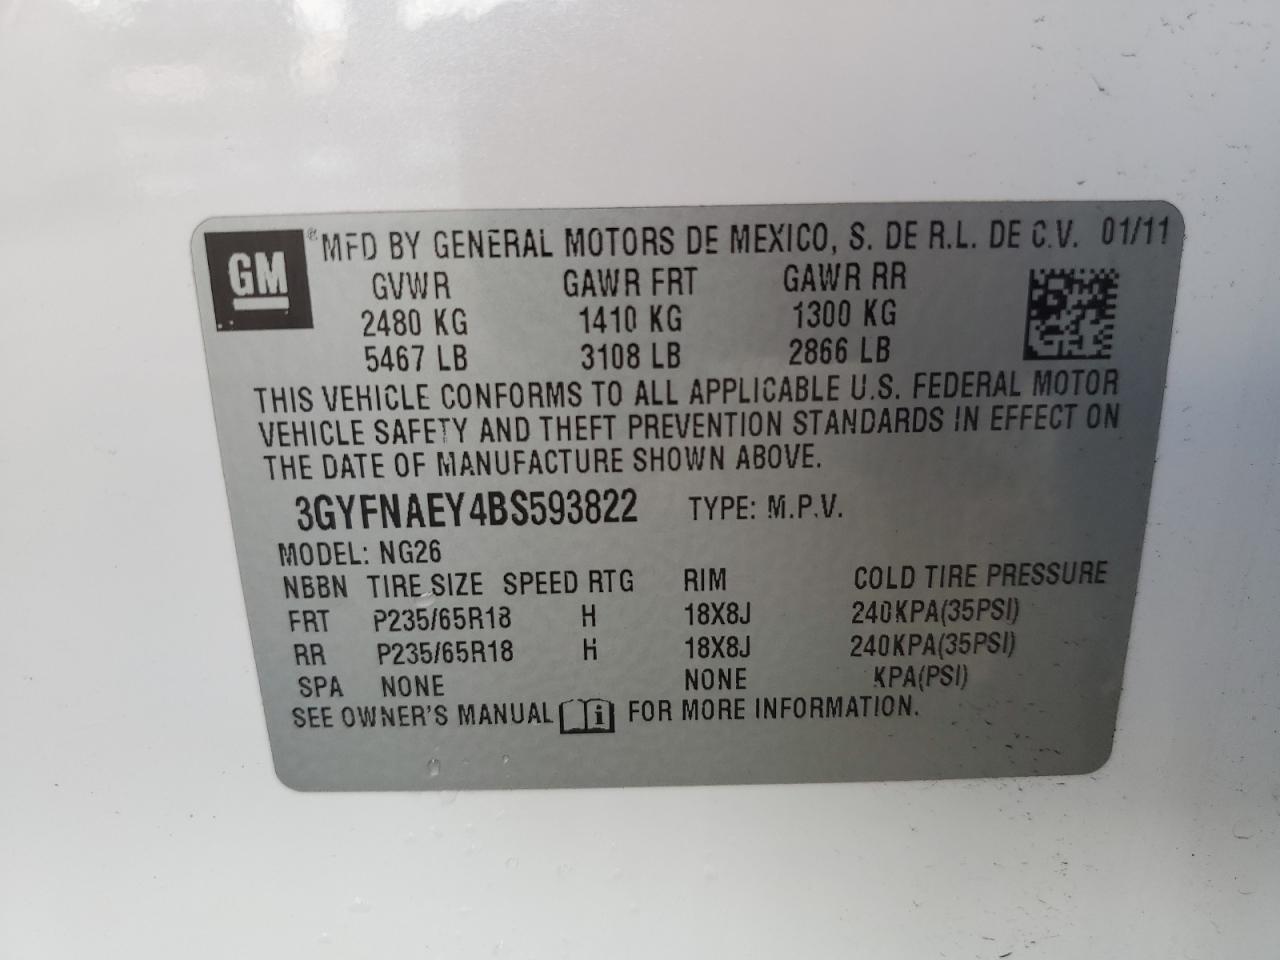 GM ® MFD BY GENERAL MOTORS DE MEXICO, S. DE R.L. DE C.V. 01/11
GVWR GAWR FRT GAWR RR
2480 KG 1410 KG 1300 KG
5467 LB 3108 LB 2866 LB
THIS VEHICLE CONFORMS TO ALL APPLICABLE U.S. FEDERAL MOTOR
VEHICLE SAFETY AND THEFT PREVENTION STANDARDS IN EFFECT ON
THE DATE OF MANUFACTURE SHOWN ABOVE.
3GYFNAEY4BS593822 TYPE: M.P.V.
MODEL: NG26
NBBN TIRE SIZE SPEED RTG RIM COLD TIRE PRESSURE
FRT P235/65R18 H 18X8J 240KPA(35PSI)
RR P235/65R18 H 18X8J 240KPA(35PSI)
SPA NONE NONE KPA(PSI)
SEE OWNER'S MANUAL i FOR MORE INFORMATION.